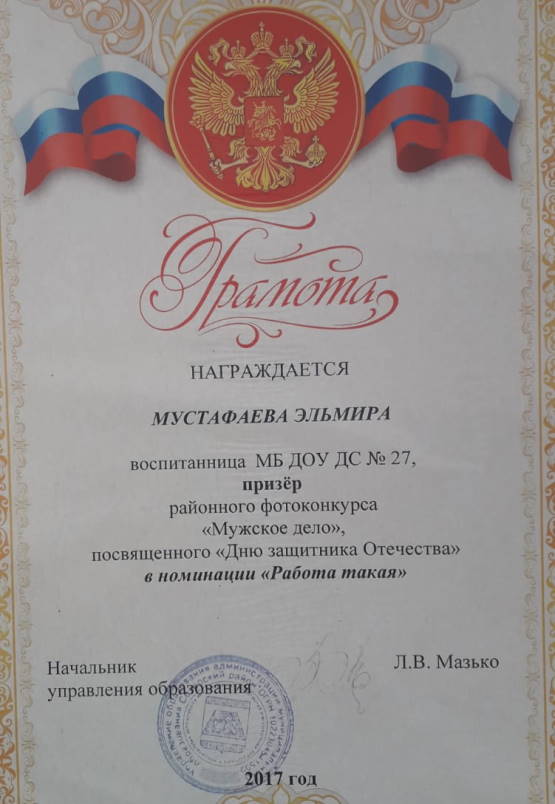 Грамота
НАГРАЖДАЕТСЯ
МУСТАФАЕВА ЭЛЬМИРА
воспитанница МБ ДОУ ДС № 27,
призёр
районного фотоконкурса
«Мужское дело»,
посвященного «Дню защитника Отечества»
в номинации «Работа такая»
Начальник
управления образования
Л.В. Мазько
2017 год